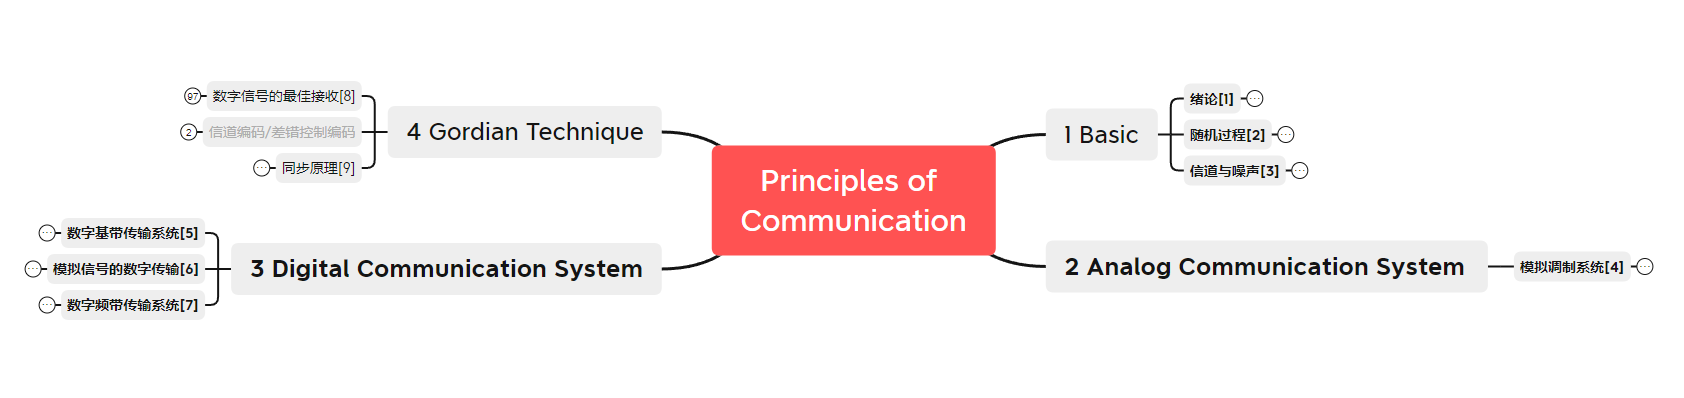 Principles of
Communication
1 Basic
绪论[1]
···
随机过程[2]
···
信道与噪声[3]
···
2 Analog Communication System
模拟调制系统[4]
···
3 Digital Communication System
数字基带传输系统[5]
···
模拟信号的数字传输[6]
···
数字频带传输系统[7]
···
4 Gordian Technique
数字信号的最佳接收[8]
97
信道编码/差错控制编码
2
同步原理[9]
···